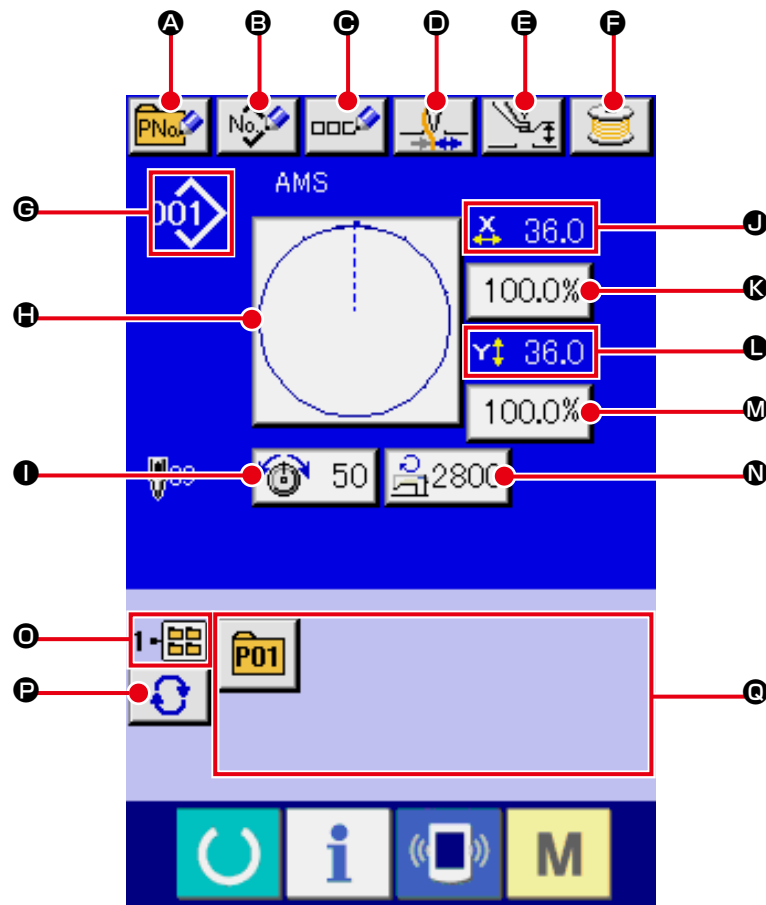 A B C D E F
PNo. No.
AMS
G 001
X 36.0 J
100.0% K
H
Y 36.0 L
100.0% M
I 50 2800 N
O 1
P01
P Q
i M